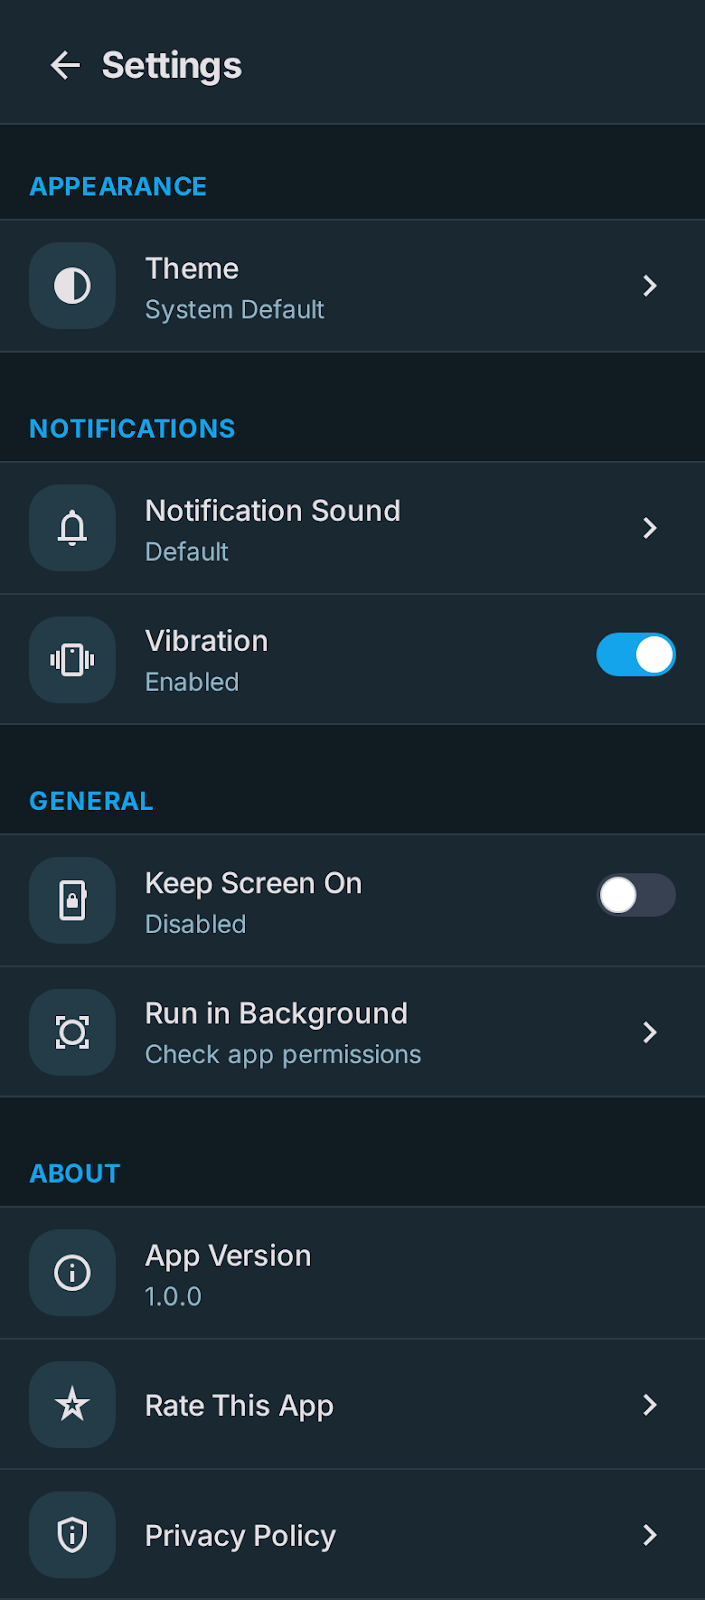 Settings
APPEARANCE
Theme
System Default
NOTIFICATIONS
Notification Sound
Default
Vibration
Enabled
GENERAL
Keep Screen On
Disabled
Run in Background
Check app permissions
ABOUT
App Version
1.0.0
Rate This App
Privacy Policy